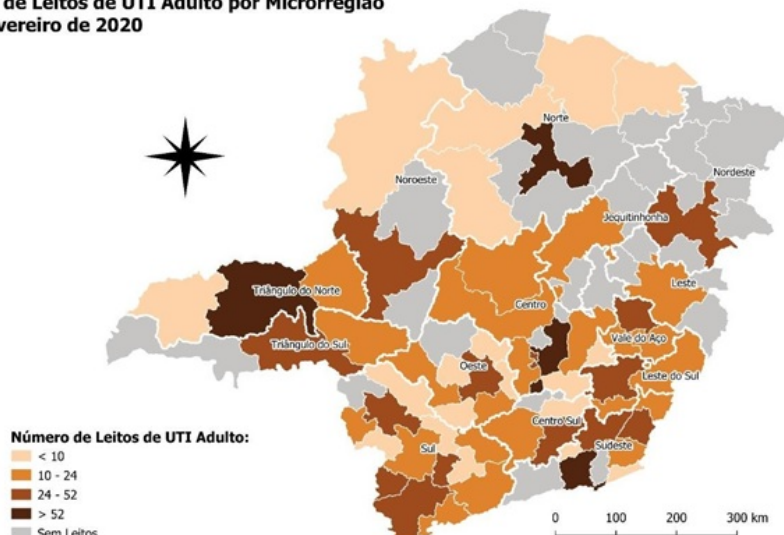 de Leitos de UTI Adulto por Microrregião
vereiro de 2020
Norte
Nordeste
Noroeste
Jequitinhonha
Leste
Triângulo do Norte
Centro
Vale do Aço
Triângulo do Sul
Oeste
Leste do Sul
Centro Sul
Sudeste
Sul
Número de Leitos de UTI Adulto:
< 10
10 - 24
24 - 52
> 52
Sem Leitos
0 100 200 300 km